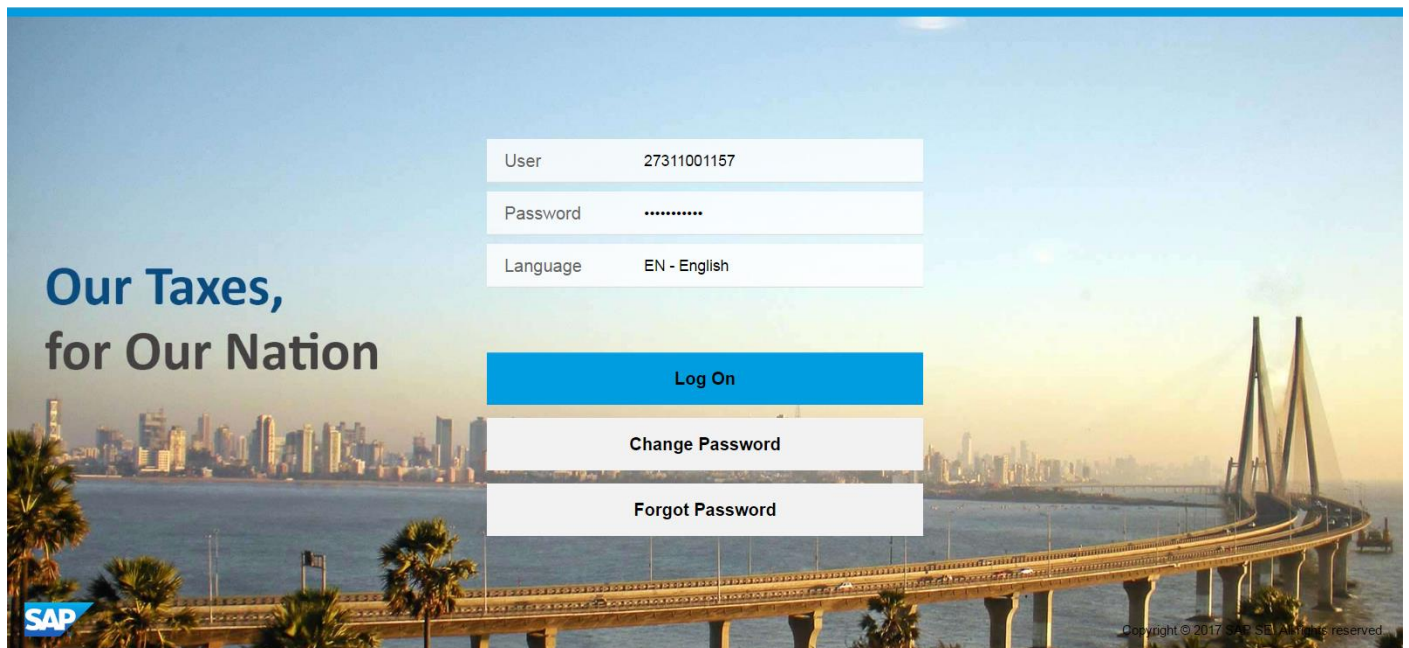 User 27311001157
Password •••••••••••
Language EN - English
Our Taxes,
for Our Nation
Log On
Change Password
Forgot Password
SAP
Copyright © 2017 SAP SE. All rights reserved.